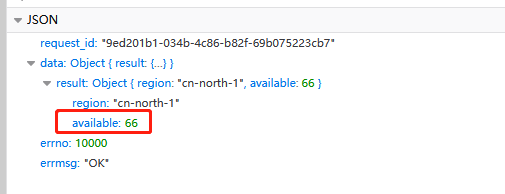 JSON
request_id: "9ed201b1-034b-4c86-b82f-69b075223cb7"
data: Object { result: {…} }
result: Object { region: "cn-north-1", available: 66 }
region: "cn-north-1"
available: 66
errno: 10000
errmsg: "OK"